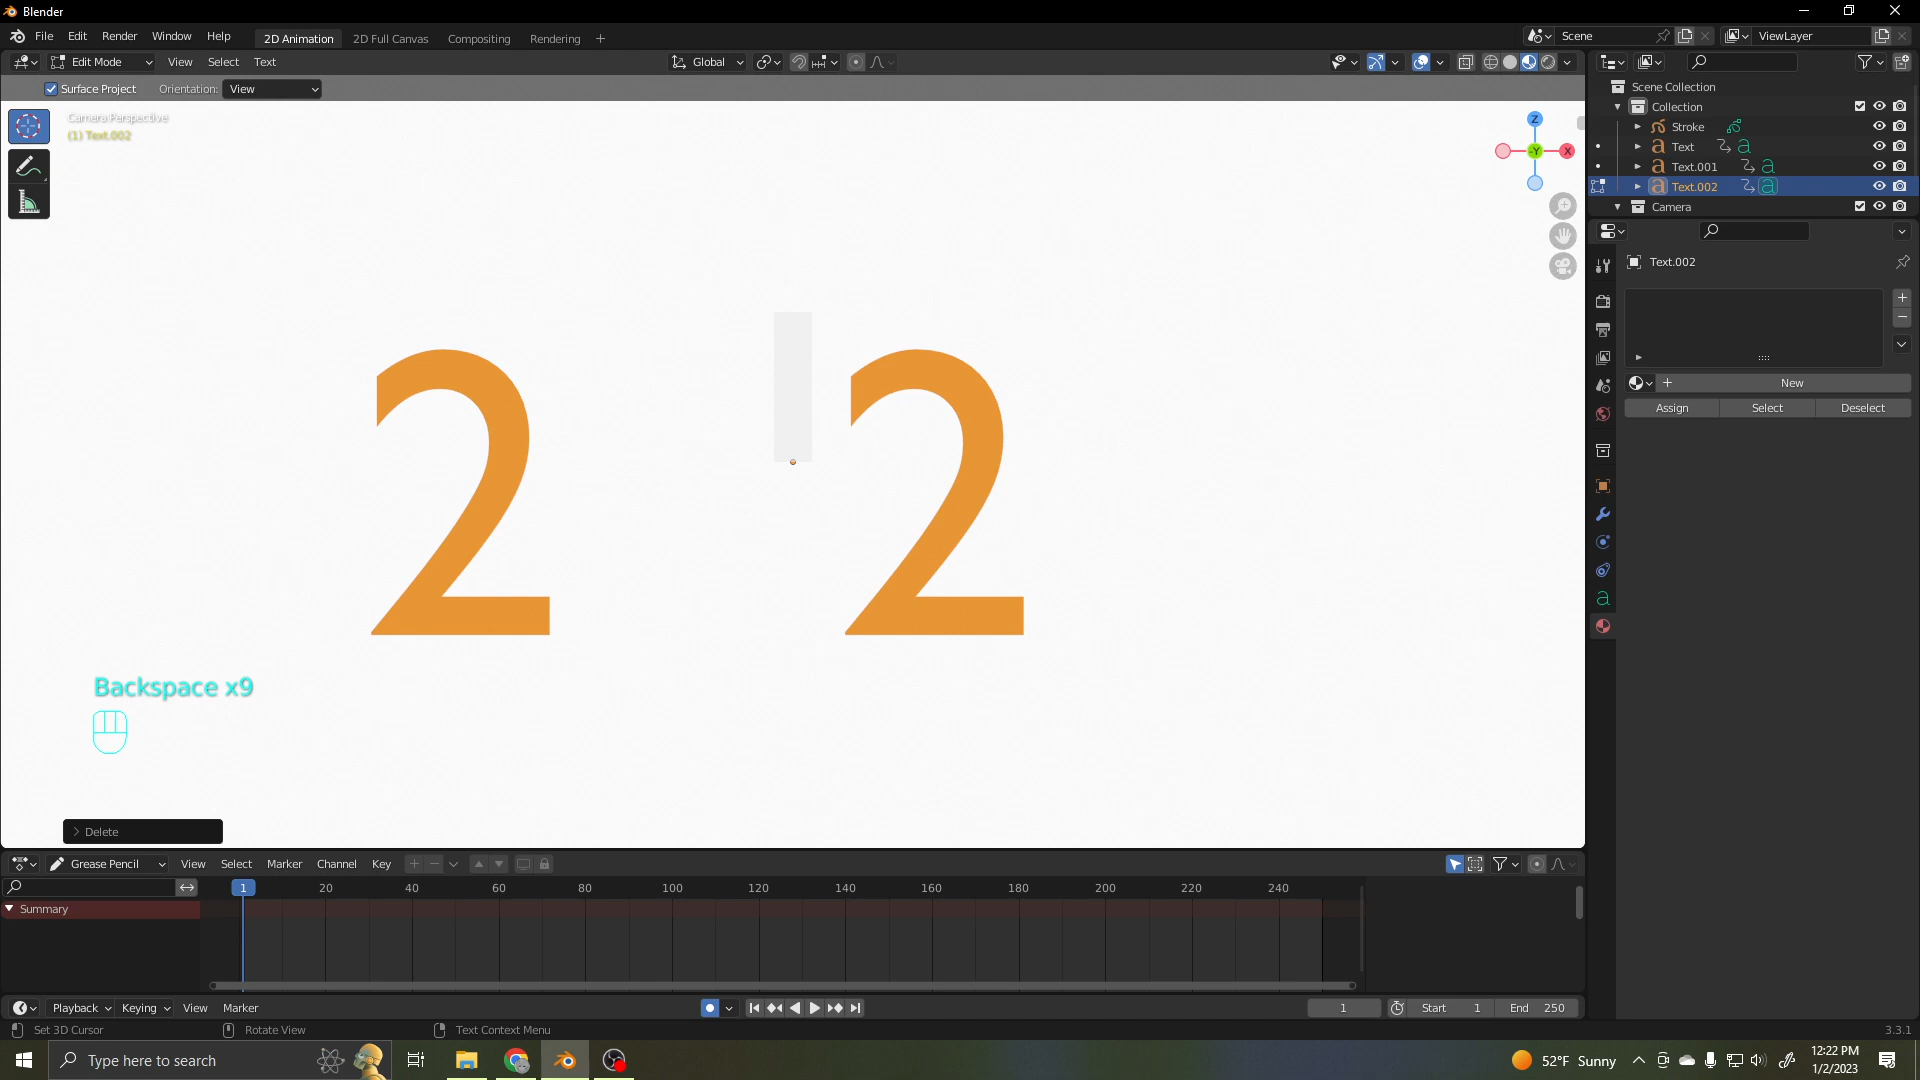 Blender
File Edit Render Window Help 2D Animation 2D Full Canvas Compositing Rendering + Scene ViewLayer
Edit Mode View Select Text Global
Surface Project Orientation: View
Scene Collection
Collection
Stroke
Text
Text.001
Text.002
Camera
Camera Perspective
(1) Text.002
Z
-Y X
Text.002
New
Assign Select Deselect
2 2
Backspace x9
Delete
Grease Pencil View Select Marker Channel Key
1 20 40 60 80 100 120 140 160 180 200 220 240
Summary
Playback Keying View Marker 1 Start 1 End 250
Set 3D Cursor Rotate View Text Context Menu 3.3.1
Type here to search 52°F Sunny 12:22 PM
1/2/2023